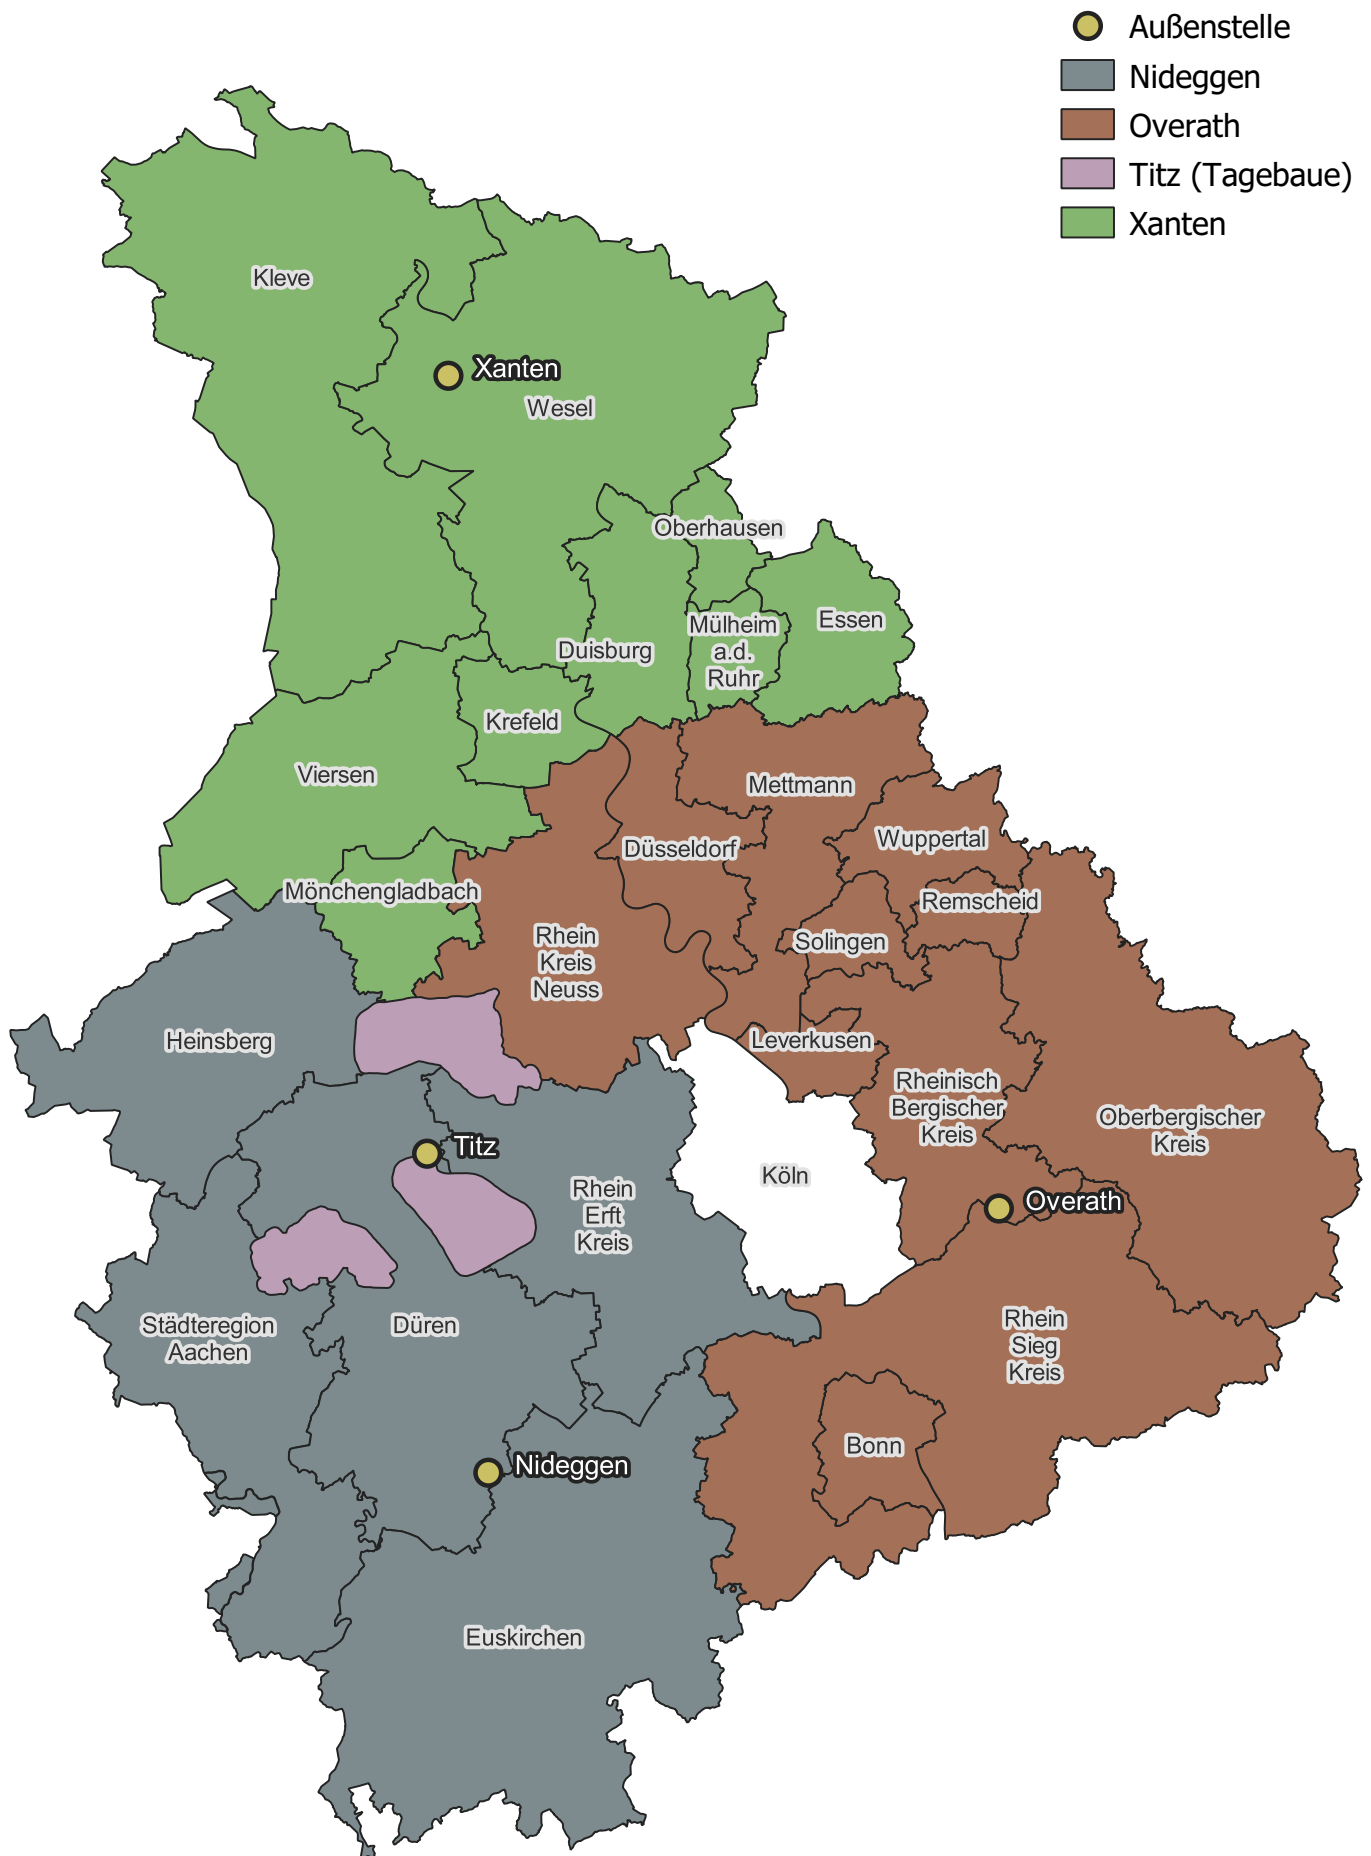 Außenstelle
Nideggen
Overath
Titz (Tagebaue)
Xanten
Kleve
Xanten
Wesel
Oberhausen
Essen
Mülheim
a.d.
Ruhr
Duisburg
Krefeld
Viersen
Mettmann
Wuppertal
Düsseldorf
Mönchengladbach
Remscheid
Solingen
Rhein
Kreis
Neuss
Heinsberg
Leverkusen
Rheinisch
Bergischer
Kreis
Oberbergischer
Kreis
Titz
Köln
Rhein
Erft
Kreis
Overath
Städteregion
Aachen
Düren
Rhein
Sieg
Kreis
Bonn
Nideggen
Euskirchen